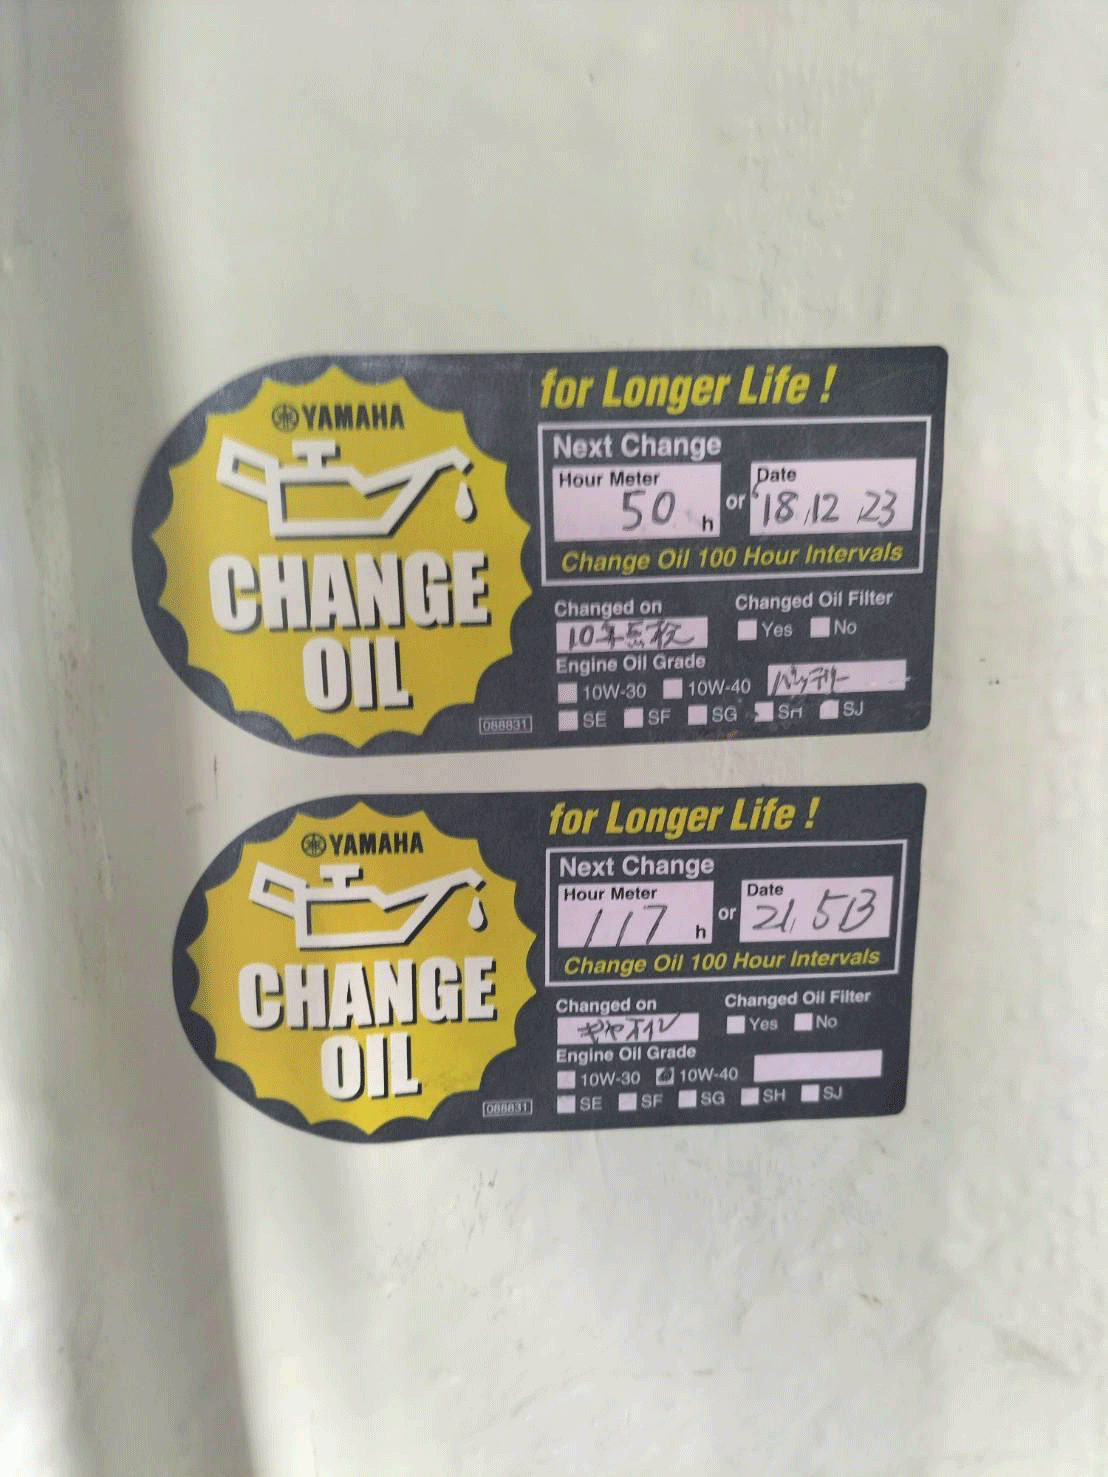 YAMAHA
CHANGE
OIL
088831
for Longer Life !
Next Change
Hour Meter
50 h
or
Date
'18,12,23
Change Oil 100 Hour Intervals
Changed on
10年点検
Changed Oil Filter
Yes No
Engine Oil Grade
10W-30 10W-40 バッテリー
SE SF SG SH SJ
YAMAHA
CHANGE
OIL
088831
for Longer Life !
Next Change
Hour Meter
117 h
or
Date
21, 5 13
Change Oil 100 Hour Intervals
Changed on
ギヤオイル
Changed Oil Filter
Yes No
Engine Oil Grade
10W-30 10W-40
SE SF SG SH SJ